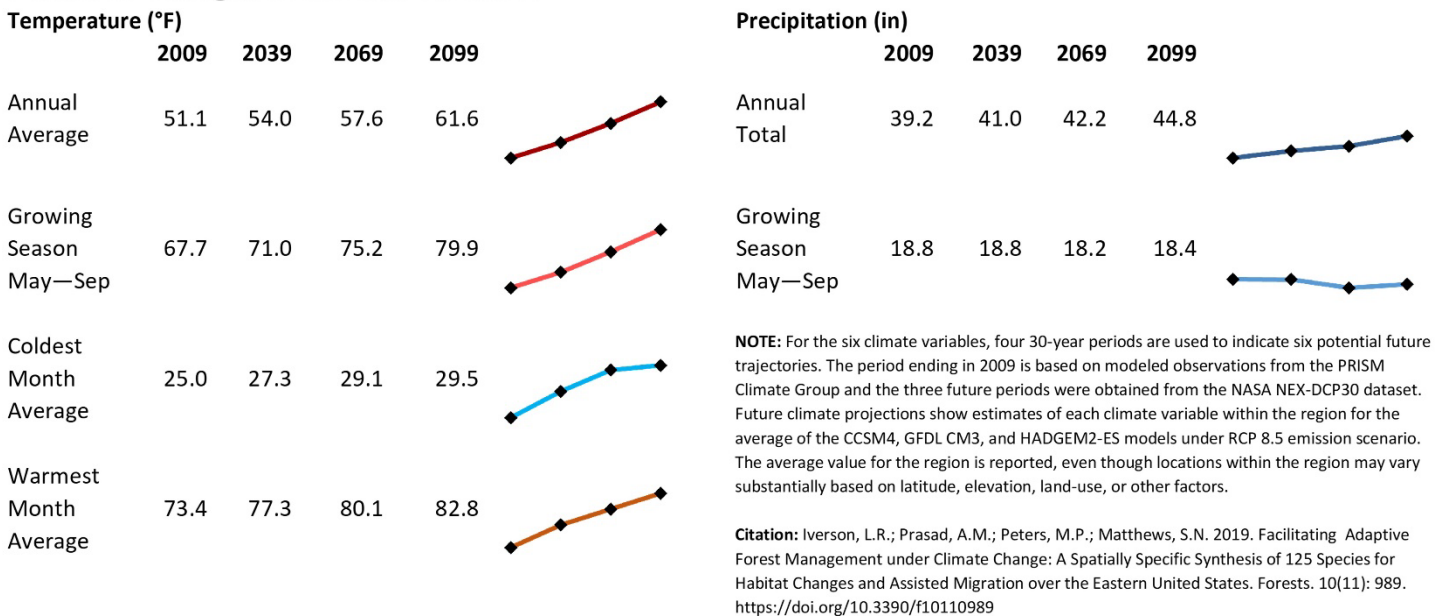 Temperature (°F)
2009 2039 2069 2099
Annual
Average
51.1 54.0 57.6 61.6
Growing
Season
May—Sep
67.7 71.0 75.2 79.9
Coldest
Month
Average
25.0 27.3 29.1 29.5
Warmest
Month
Average
73.4 77.3 80.1 82.8
Precipitation (in)
2009 2039 2069 2099
Annual
Total
39.2 41.0 42.2 44.8
Growing
Season
May—Sep
18.8 18.8 18.2 18.4
NOTE: For the six climate variables, four 30-year periods are used to indicate six potential future
trajectories. The period ending in 2009 is based on modeled observations from the PRISM
Climate Group and the three future periods were obtained from the NASA NEX-DCP30 dataset.
Future climate projections show estimates of each climate variable within the region for the
average of the CCSM4, GFDL CM3, and HADGEM2-ES models under RCP 8.5 emission scenario.
The average value for the region is reported, even though locations within the region may vary
substantially based on latitude, elevation, land-use, or other factors.
Citation: Iverson, L.R.; Prasad, A.M.; Peters, M.P.; Matthews, S.N. 2019. Facilitating Adaptive
Forest Management under Climate Change: A Spatially Specific Synthesis of 125 Species for
Habitat Changes and Assisted Migration over the Eastern United States. Forests. 10(11): 989.
https://doi.org/10.3390/f10110989